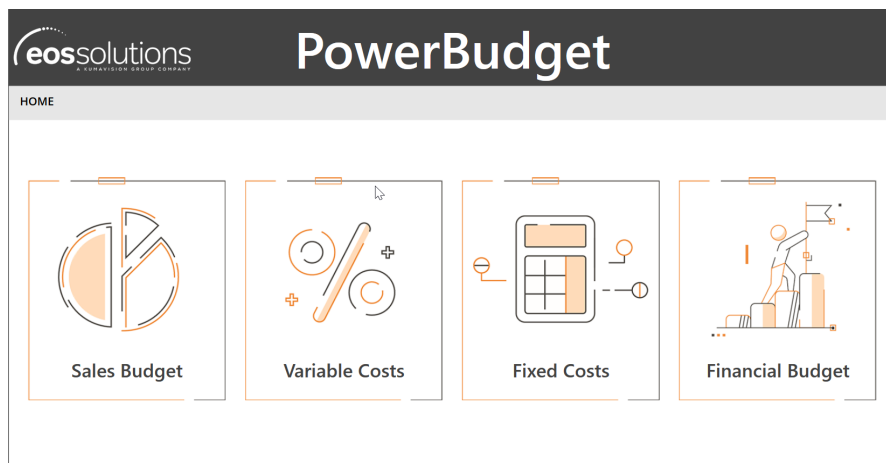 eossolutions
A KUMAVISION GROUP COMPANY
PowerBudget
HOME
Sales Budget
Variable Costs
Fixed Costs
Financial Budget